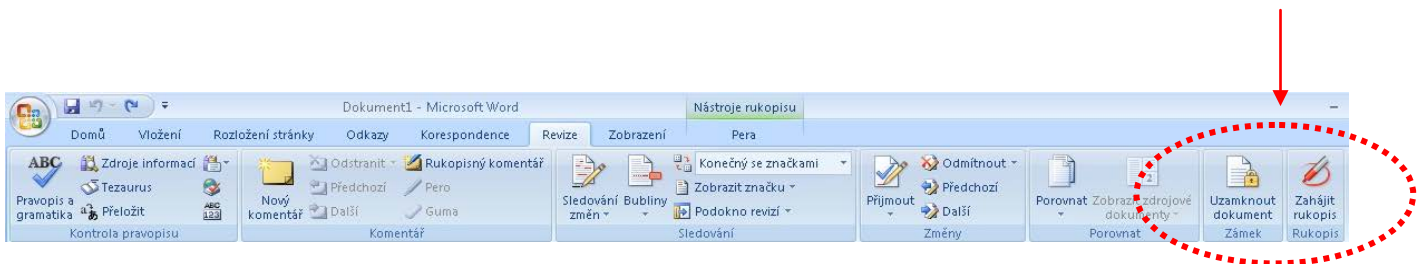 Dokument1 - Microsoft Word
Nástroje rukopisu
Domů
Vložení
Rozložení stránky
Odkazy
Korespondence
Revize
Zobrazení
Pera
ABC
Pravopis a
gramatika
Zdroje informací
Tezaurus
Přeložit
ABC
123
Kontrola pravopisu
Nový
komentář
Odstranit
Předchozí
Další
Rukopisný komentář
Pero
Guma
Komentář
Sledování
změn
Bubliny
Konečný se značkami
Zobrazit značku
Podokno revizí
Sledování
Přijmout
Odmítnout
Předchozí
Další
Změny
Porovnat
2
Zobrazit zdrojové
dokumenty
Porovnat
Uzamknout
dokument
Zámek
Zahájit
rukopis
Rukopis